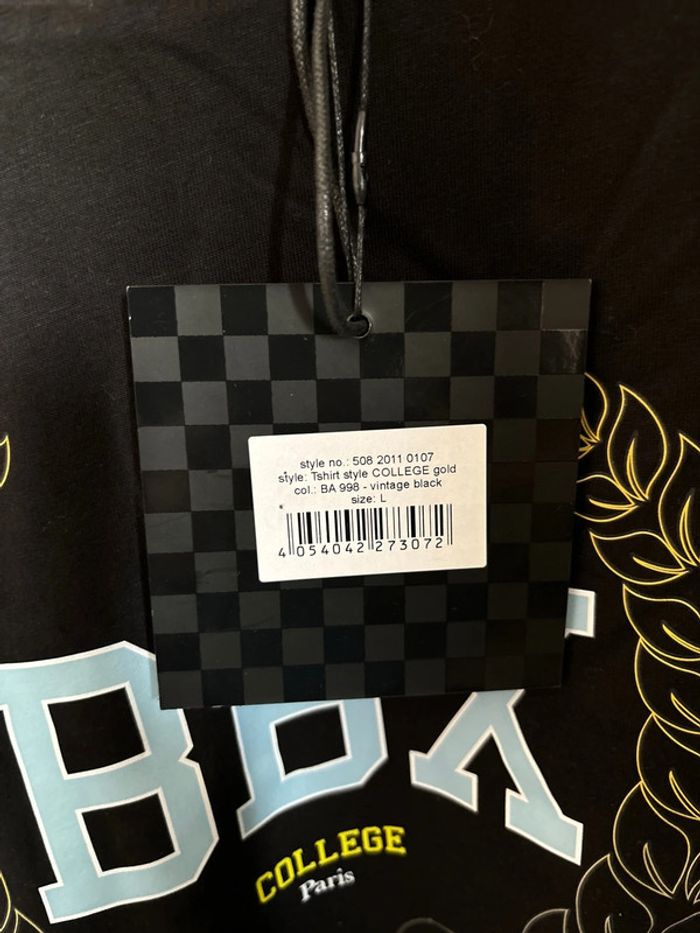 style no.: 508 2011 0107
style: Tshirt style COLLEGE gold
col.: BA 998 - vintage black
size: L
4 054042 273072
COLLEGE
Paris